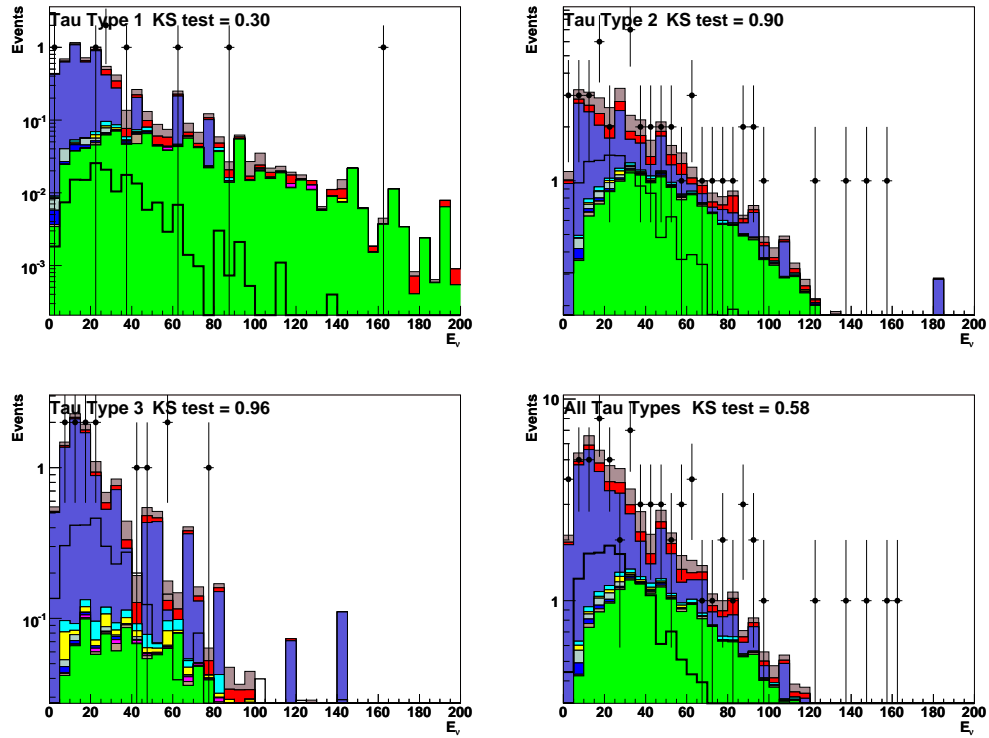 Tau Type 1 KS test = 0.30
Events
1
10^-1
10^-2
10^-3
0 20 40 60 80 100 120 140 160 180 200
E_ν
Tau Type 2 KS test = 0.90
Events
1
0 20 40 60 80 100 120 140 160 180 200
E_ν
Tau Type 3 KS test = 0.96
Events
1
10^-1
0 20 40 60 80 100 120 140 160 180 200
E_ν
All Tau Types KS test = 0.58
Events
10
1
0 20 40 60 80 100 120 140 160 180 200
E_ν